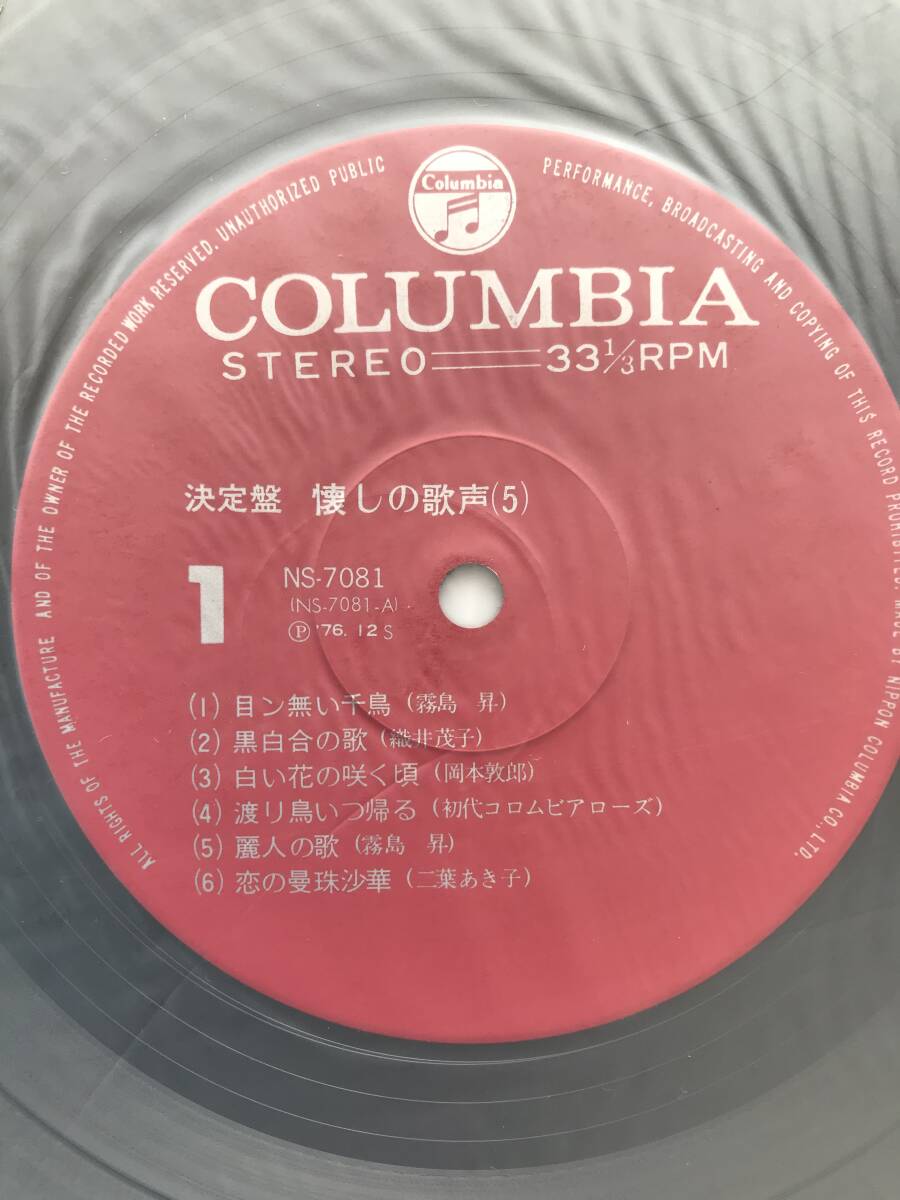 Columbia
COLUMBIA
STEREO 33 1/3 RPM
決定盤 懐しの歌声(5)
1
NS-7081
(NS-7081-A)
Ⓟ '76. 12 S
(1) 目ン無い千鳥 (霧島 昇)
(2) 黒白合の歌 (織井茂子)
(3) 白い花の咲く頃 (岡本敦郎)
(4) 渡り鳥いつ帰る (初代コロムビアローズ)
(5) 麗人の歌 (霧島 昇)
(6) 恋の曼珠沙華 (二葉あき子)
ALL RIGHTS OF THE MANUFACTURE AND OF THE OWNER OF THE RECORDED WORK RESERVED. UNAUTHORIZED PUBLIC PERFORMANCE, BROADCASTING AND COPYING OF THIS RECORD PROHIBITED. MADE BY NIPPON COLUMBIA CO., LTD.